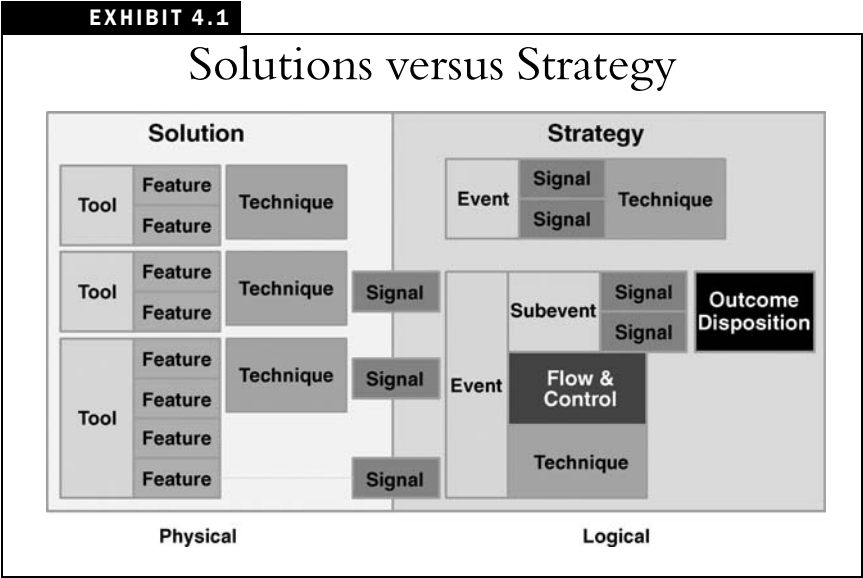 EXHIBIT 4.1
Solutions versus Strategy
Solution
Tool
Feature
Feature
Technique
Tool
Feature
Feature
Technique
Signal
Tool
Feature
Feature
Feature
Feature
Technique
Signal
Signal
Physical
Strategy
Event
Signal
Signal
Technique
Event
Subevent
Signal
Signal
Outcome
Disposition
Flow &
Control
Technique
Logical